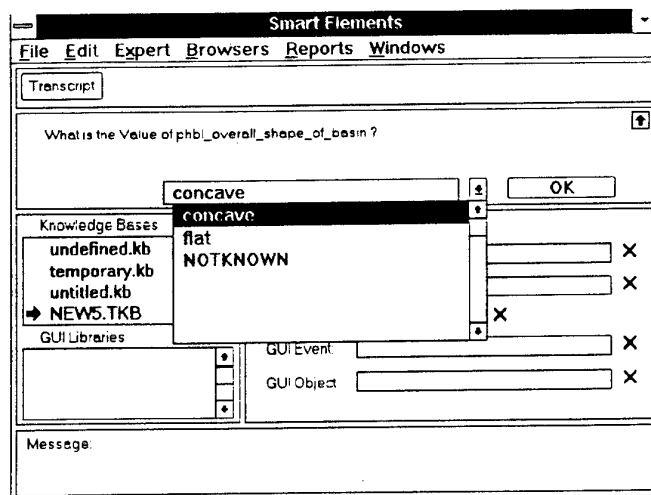 Smart Elements
File Edit Expert Browsers Reports Windows
Transcript
What is the Value of phbl_overall_shape_of_basin ?
concave
OK
concave
flat
NOTKNOWN
Knowledge Bases
undefined.kb
temporary.kb
untitled.kb
NEW5.TKB
GUI Libraries
GUI Event:
GUI Object
Message: